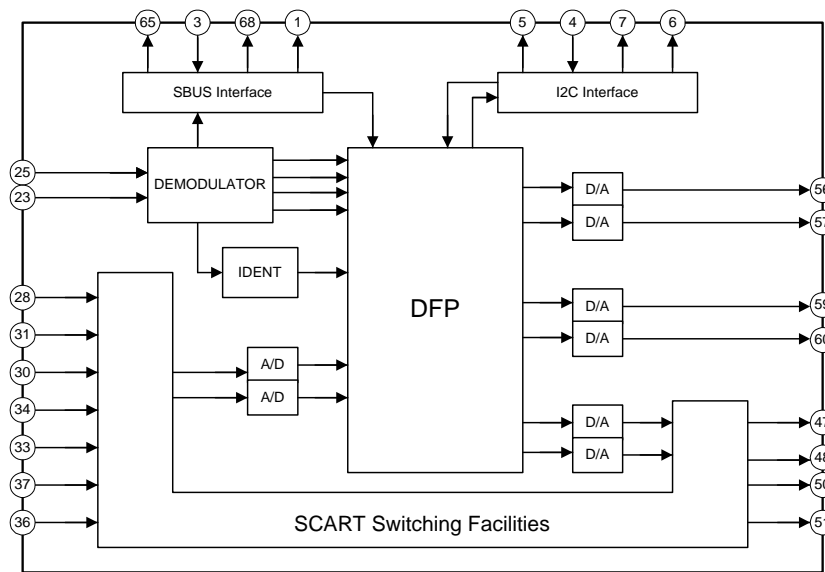 65 3 68 1 5 4 7 6
SBUS Interface
I2C Interface
25
23
DEMODULATOR
D/A
56
D/A
57
IDENT
28
31
30
34
33
37
36
DFP
D/A
59
D/A
60
A/D
A/D
D/A
D/A
47
48
50
51
SCART Switching Facilities